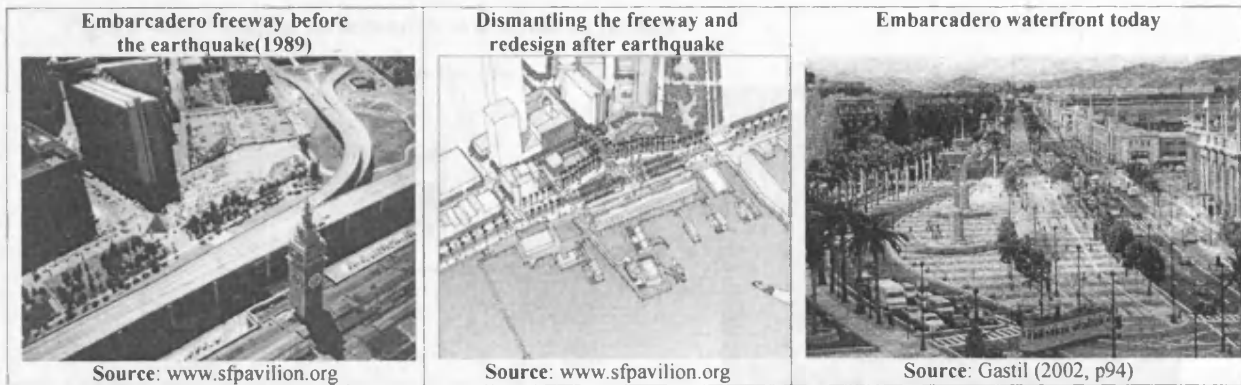 Embarcadero freeway before
the earthquake(1989)
Source: www.sfpavilion.org
Dismantling the freeway and
redesign after earthquake
Source: www.sfpavilion.org
Embarcadero waterfront today
Source: Gastil (2002, p94)